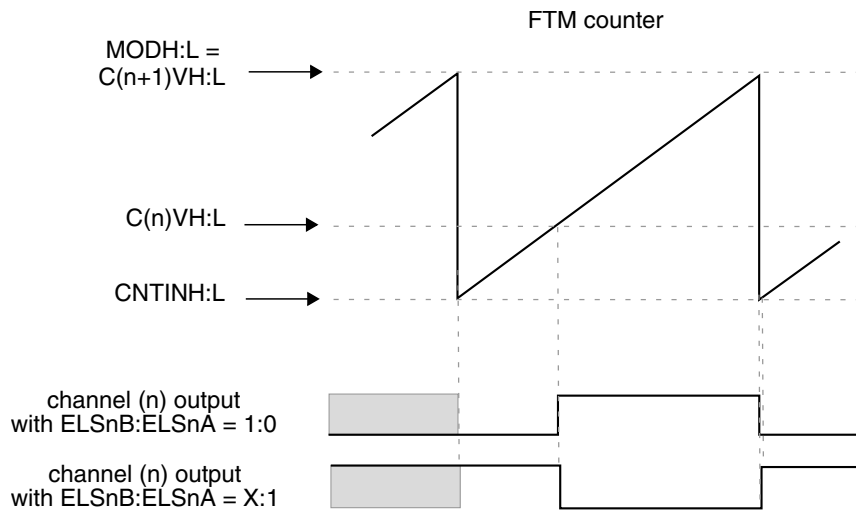 FTM counter
MODH:L =
C(n+1)VH:L
C(n)VH:L
CNTINH:L
channel (n) output
with ELSnB:ELSnA = 1:0
channel (n) output
with ELSnB:ELSnA = X:1